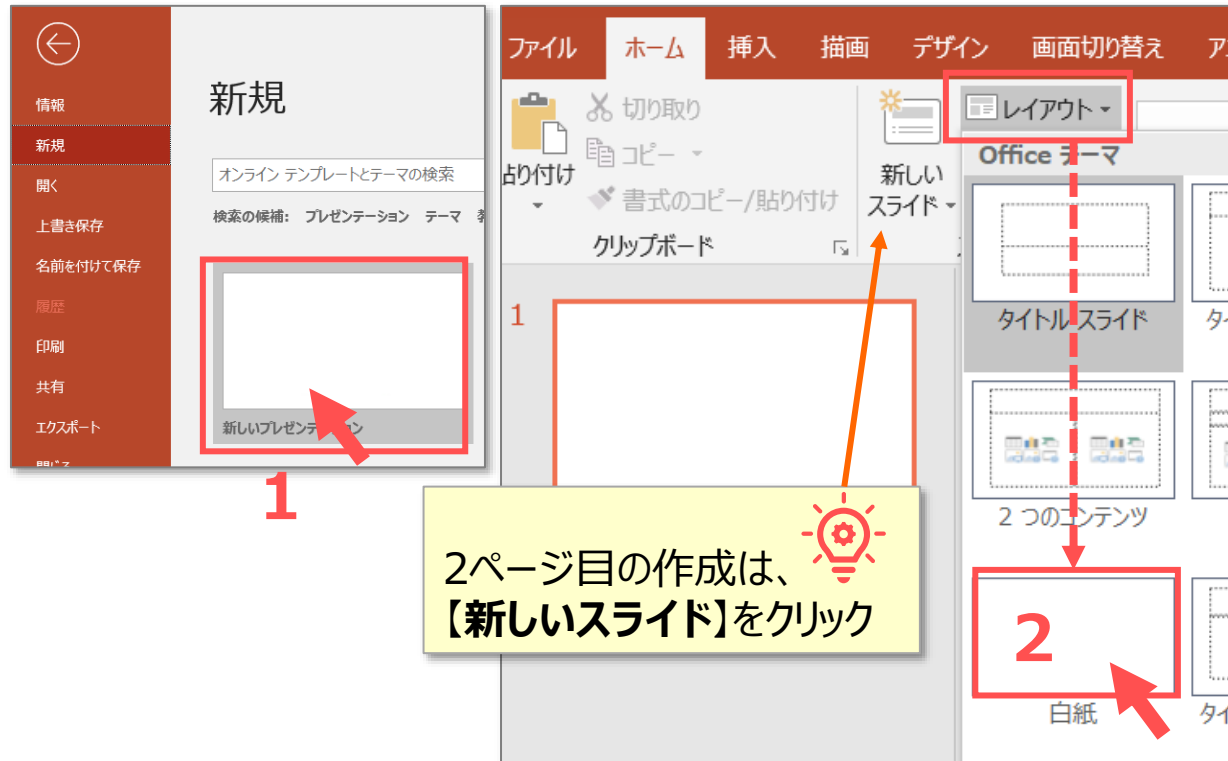 情報
新規
開く
上書き保存
名前を付けて保存
履歴
印刷
共有
エクスポート
新規
オンライン テンプレートとテーマの検索
検索の候補: プレゼンテーション テーマ
新しいプレゼンテーション
1
ファイル ホーム 挿入 描画 デザイン 画面切り替え
切り取り
コピー
書式のコピー/貼り付け
クリップボード
新しい
スライド
レイアウト
Office テーマ
タイトル スライド
2 つのコンテンツ
白紙
1
2ページ目の作成は、
【新しいスライド】をクリック
2